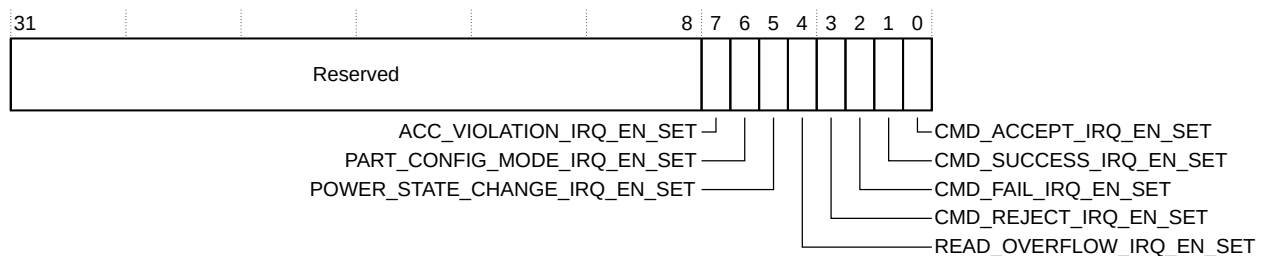 31 8 7 6 5 4 3 2 1 0
Reserved
ACC_VIOLATION_IRQ_EN_SET CMD_ACCEPT_IRQ_EN_SET
PART_CONFIG_MODE_IRQ_EN_SET CMD_SUCCESS_IRQ_EN_SET
POWER_STATE_CHANGE_IRQ_EN_SET CMD_FAIL_IRQ_EN_SET
CMD_REJECT_IRQ_EN_SET
READ_OVERFLOW_IRQ_EN_SET